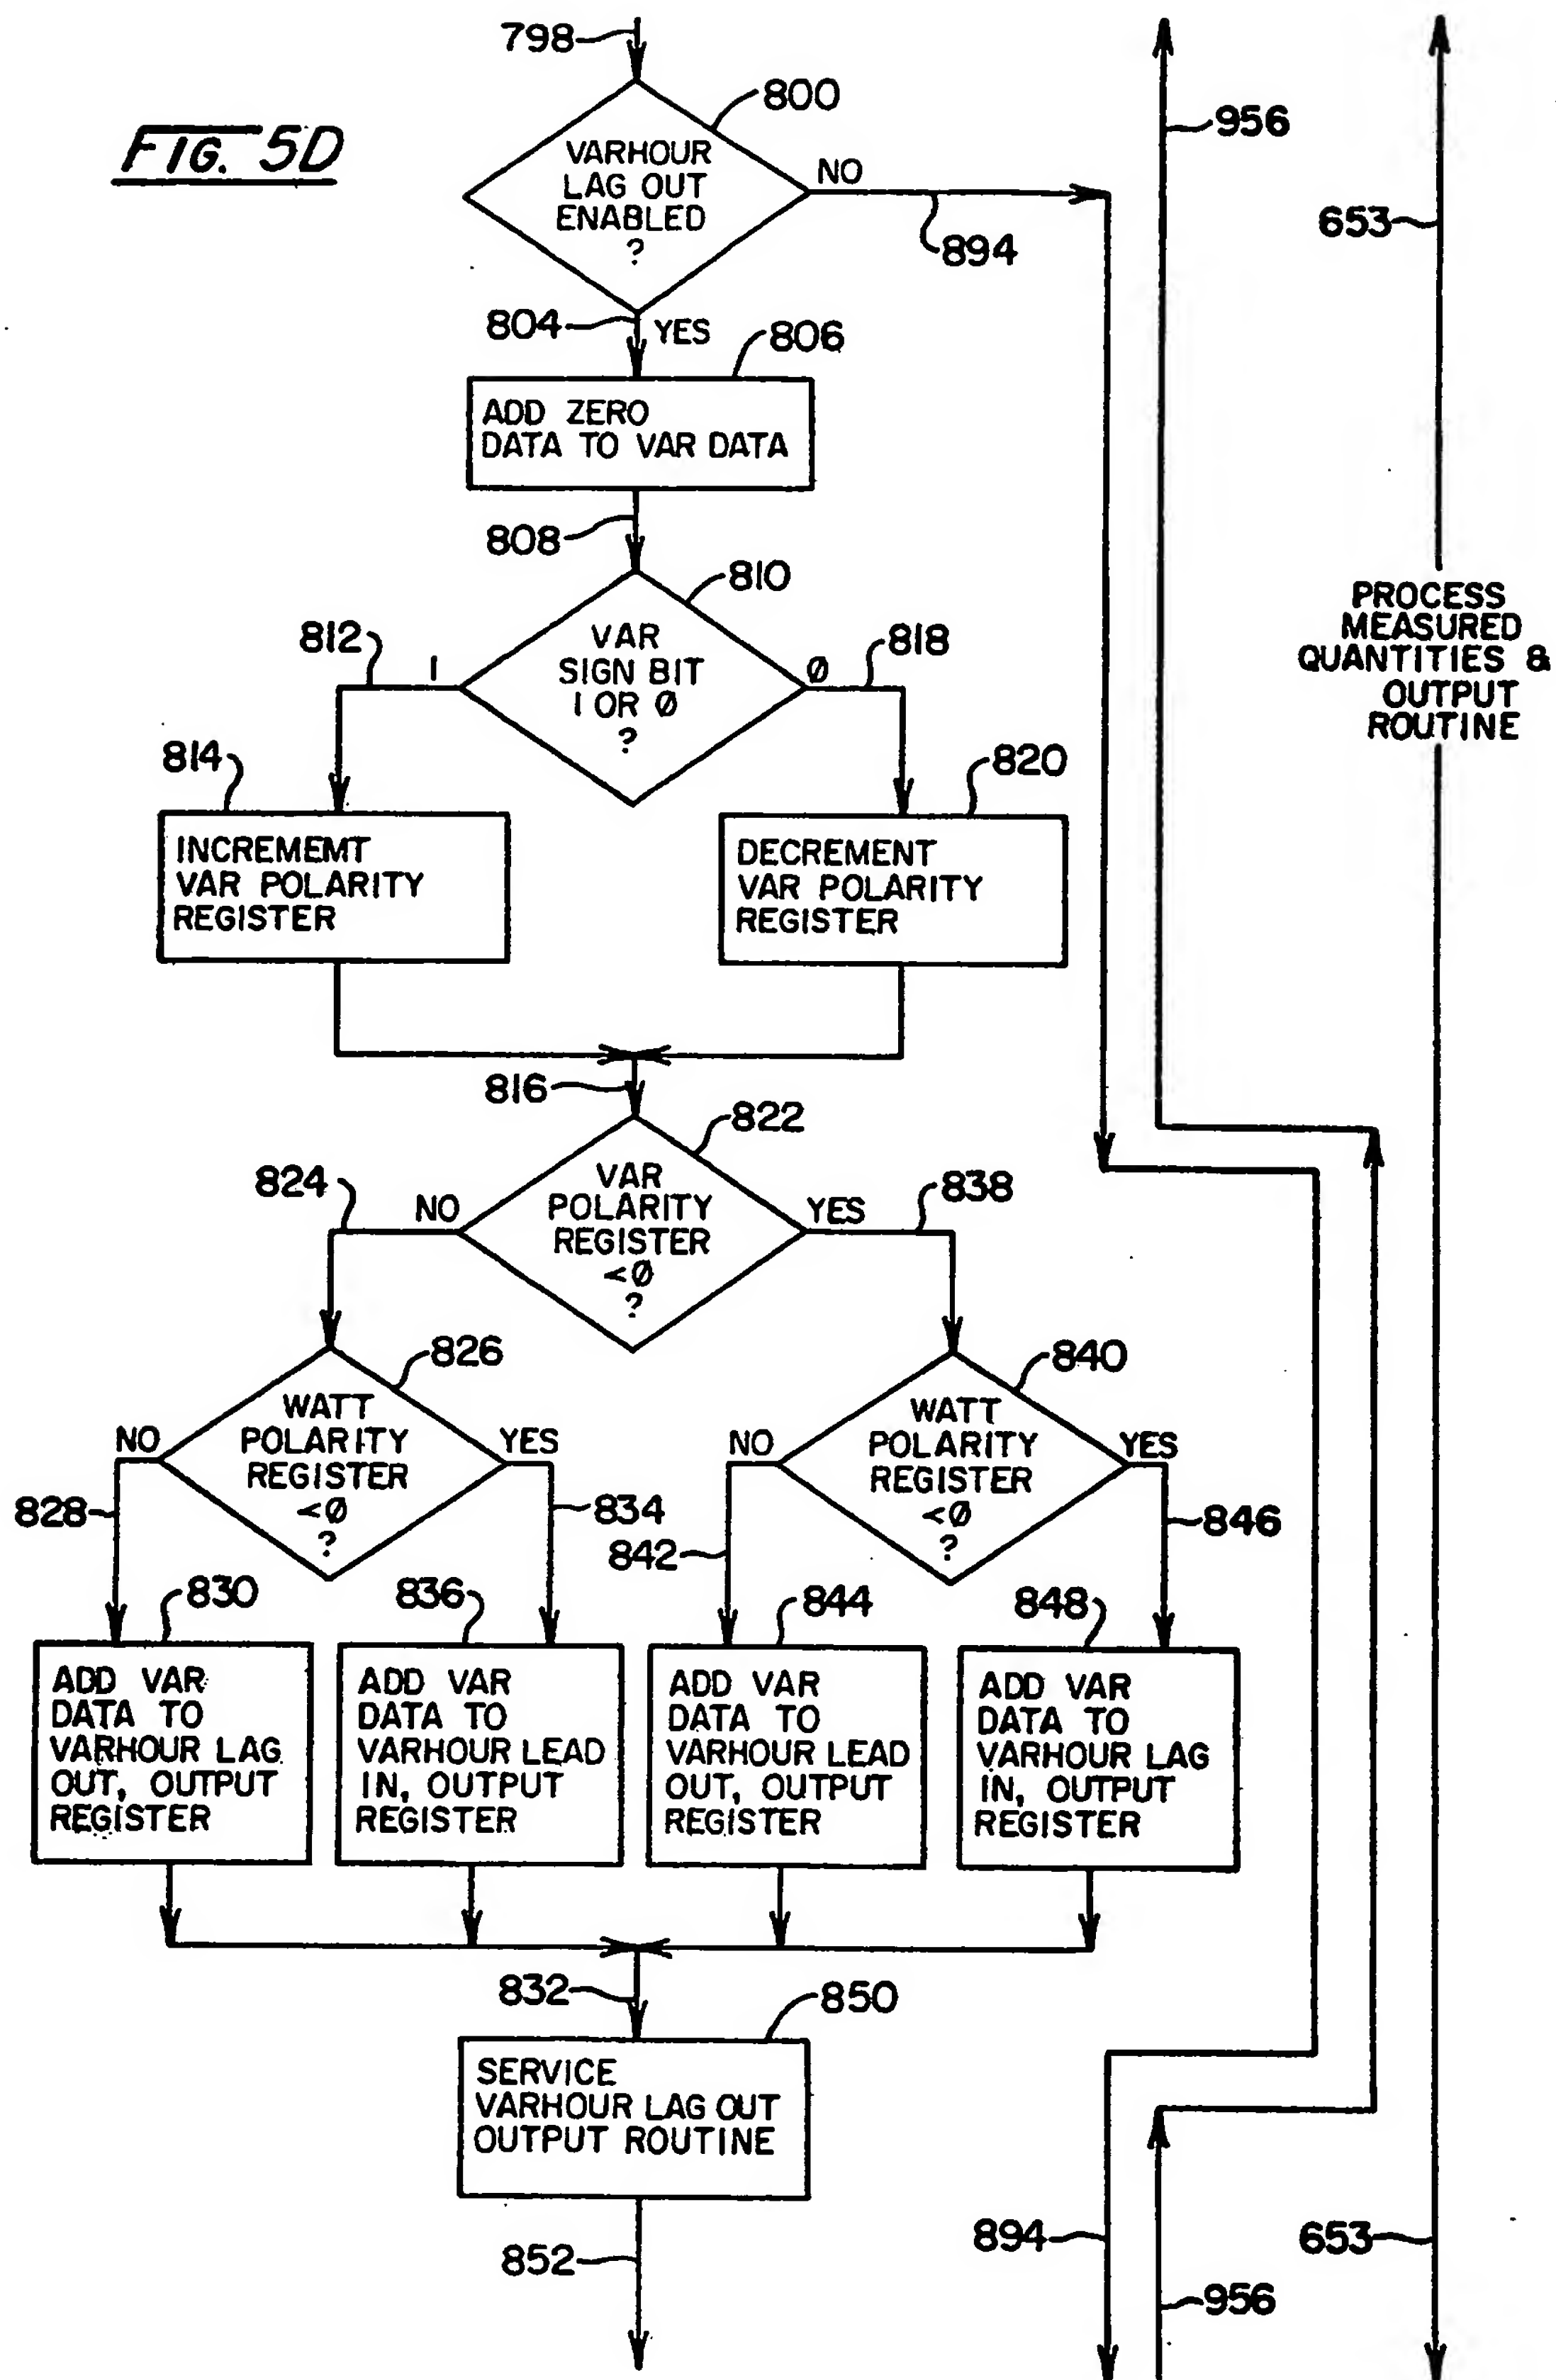 798
800
956
FIG. 5D
VARHOUR
LAG OUT
ENABLED
?
NO
894
653
804
YES
806
ADD ZERO
DATA TO VAR DATA
808
810
812
1
VAR
SIGN BIT
1 OR Ø
?
Ø
818
PROCESS
MEASURED
QUANTITIES &
OUTPUT
ROUTINE
814
820
INCREMEMT
VAR POLARITY
REGISTER
DECREMENT
VAR POLARITY
REGISTER
816
822
824
NO
VAR
POLARITY
REGISTER
<Ø
?
YES
838
826
840
NO
WATT
POLARITY
REGISTER
<Ø
?
YES
NO
WATT
POLARITY
REGISTER
<Ø
?
YES
828
834
842
846
830
836
844
848
ADD VAR
DATA TO
VARHOUR LAG
OUT, OUTPUT
REGISTER
ADD VAR
DATA TO
VARHOUR LEAD
IN, OUTPUT
REGISTER
ADD VAR
DATA TO
VARHOUR LEAD
OUT, OUTPUT
REGISTER
ADD VAR
DATA TO
VARHOUR LAG
IN, OUTPUT
REGISTER
832
850
SERVICE
VARHOUR LAG OUT
OUTPUT ROUTINE
852
894
653
956